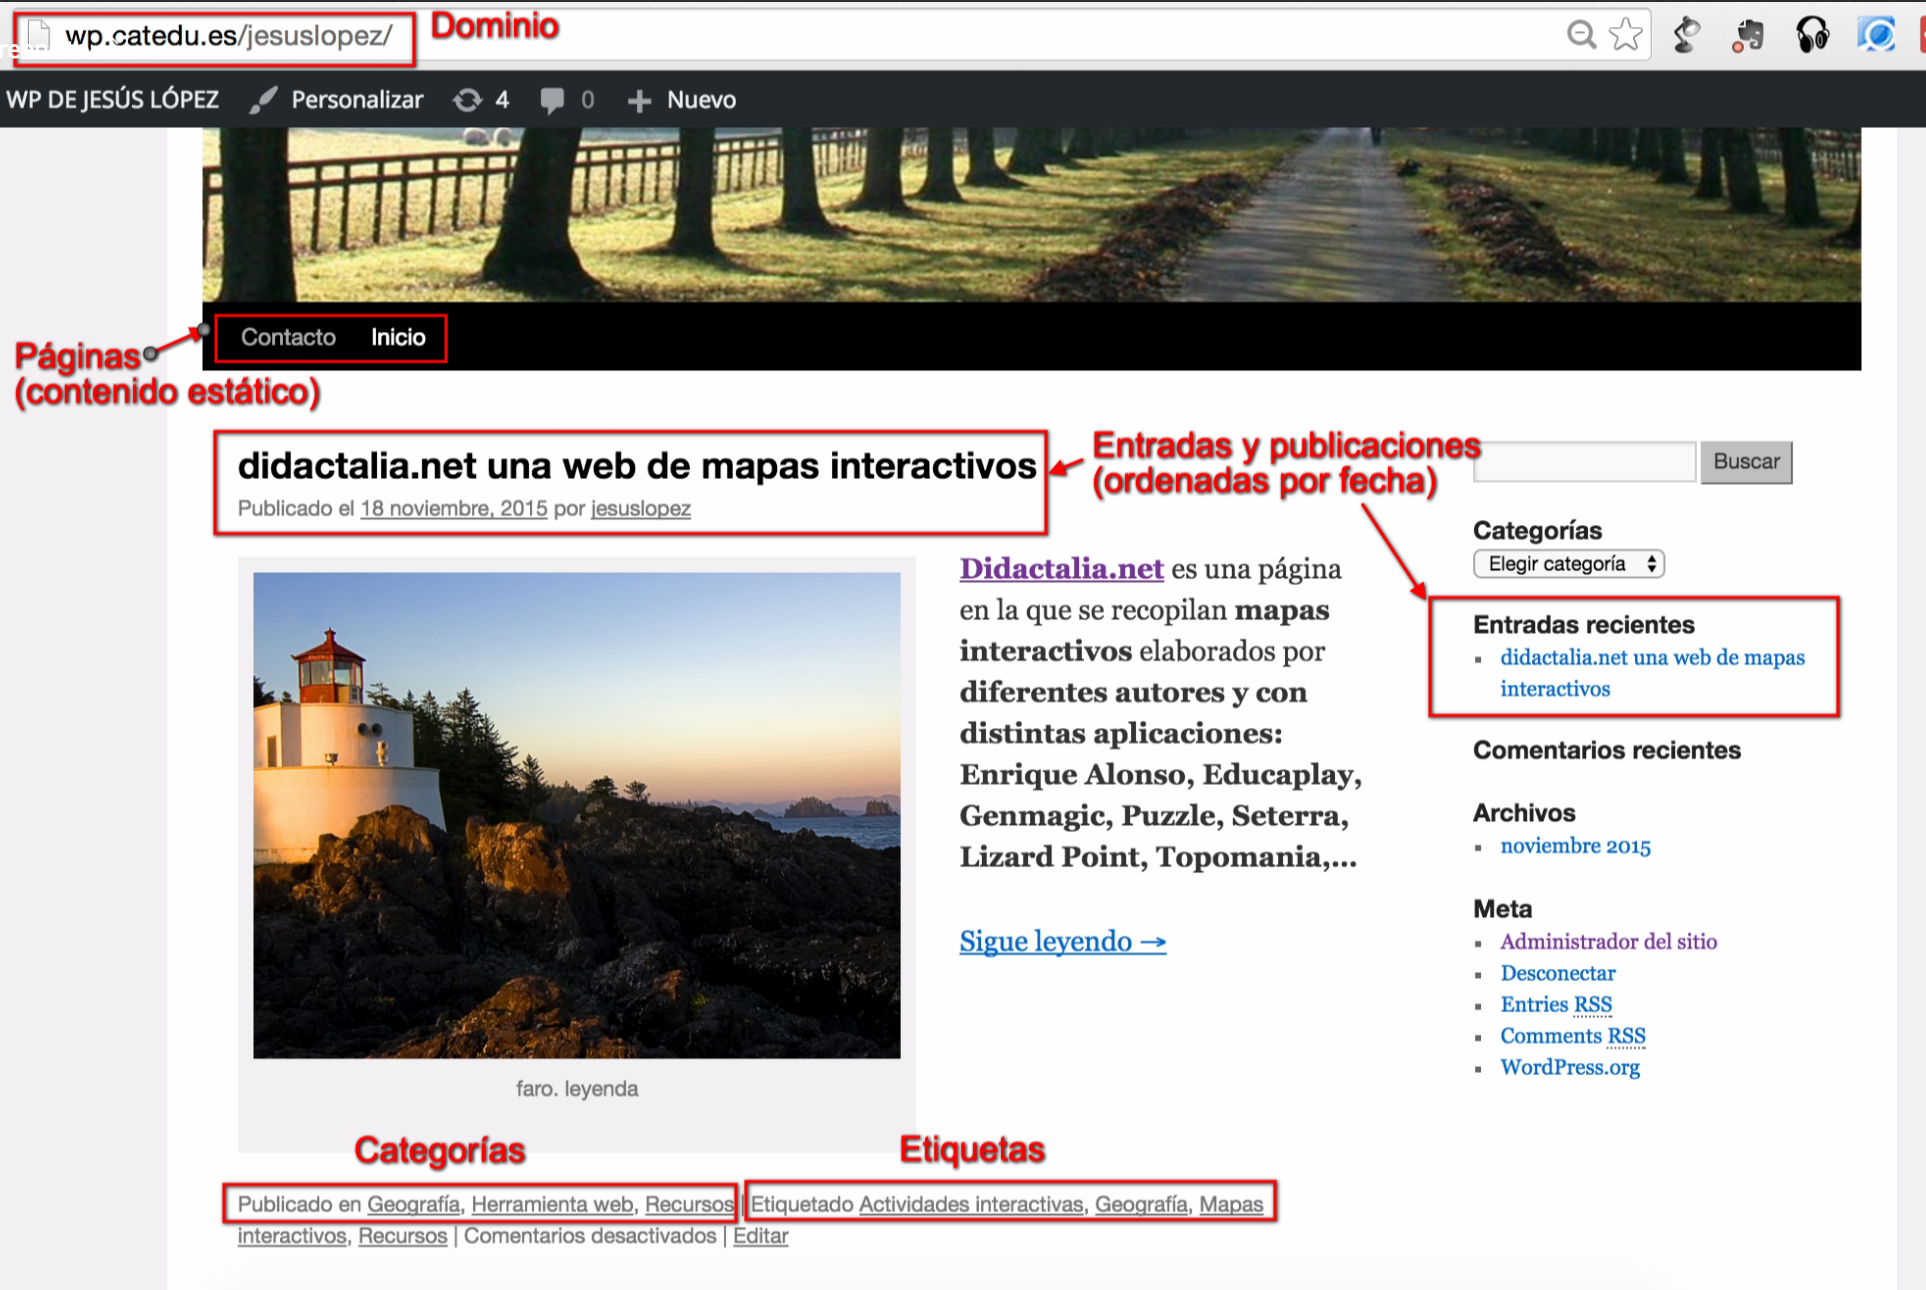 wp.catedu.es/jesuslopez/ Dominio
WP DE JESÚS LÓPEZ Personalizar 4 0 Nuevo
Contacto Inicio
Páginas
(contenido estático)
didactalia.net una web de mapas interactivos
Publicado el 18 noviembre, 2015 por jesuslopez
Entradas y publicaciones
(ordenadas por fecha)
Buscar
Didactalia.net es una página
en la que se recopilan mapas
interactivos elaborados por
diferentes autores y con
distintas aplicaciones:
Enrique Alonso, Educaplay,
Genmagic, Puzzle, Seterra,
Lizard Point, Topomania,...
Sigue leyendo →
faro. leyenda
Categorías
Elegir categoría
Entradas recientes
didactalia.net una web de mapas
interactivos
Comentarios recientes
Archivos
noviembre 2015
Meta
Administrador del sitio
Desconectar
Entries RSS
Comments RSS
WordPress.org
Categorías
Etiquetas
Publicado en Geografía, Herramienta web, Recursos | Etiquetado Actividades interactivas, Geografía, Mapas
interactivos, Recursos | Comentarios desactivados | Editar